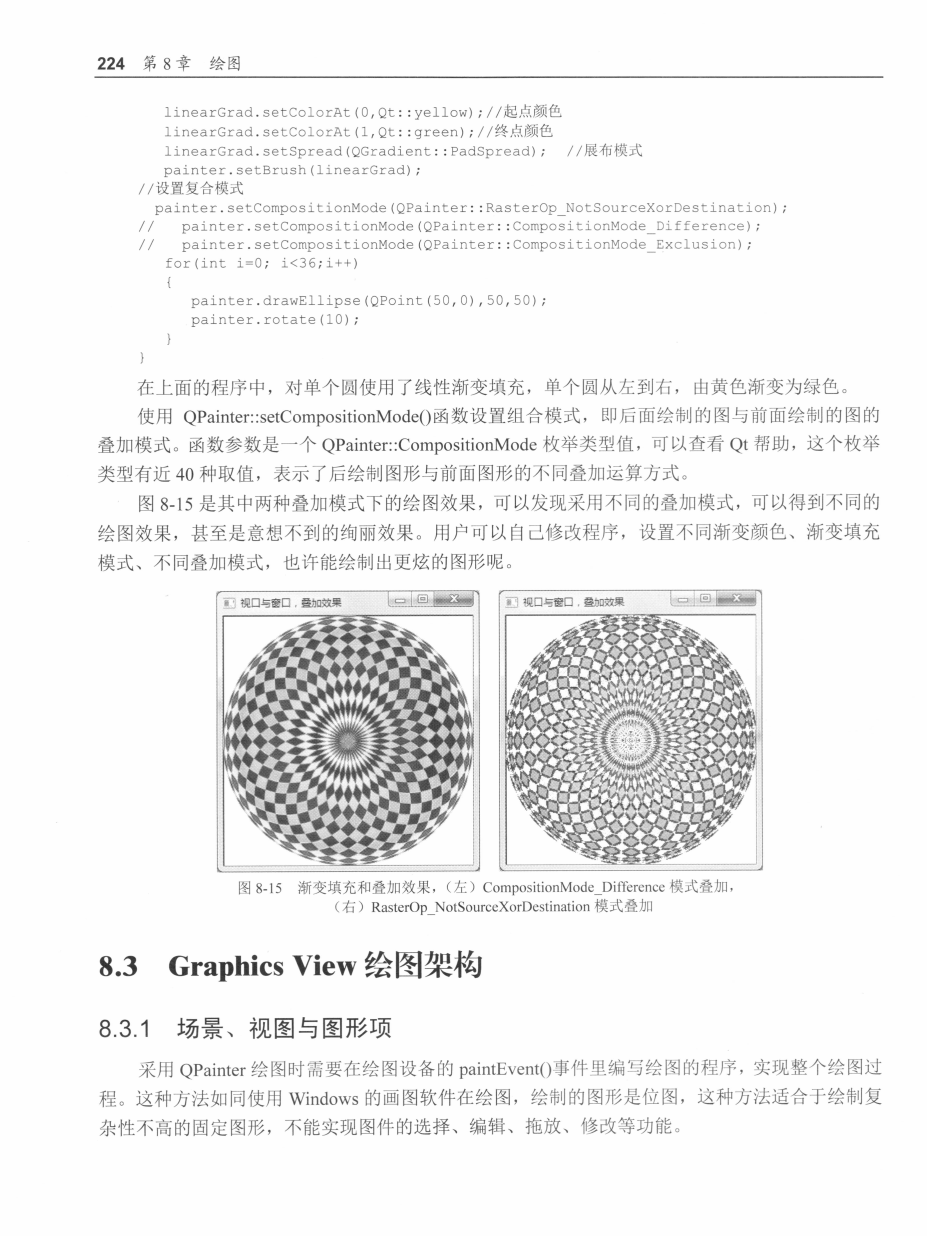 224 第 8 章 绘图
linearGrad.setColorAt(0,Qt::yellow);//起点颜色
linearGrad.setColorAt(1,Qt::green);//终点颜色
linearGrad.setSpread(QGradient::PadSpread); //展布模式
painter.setBrush(linearGrad);
//设置复合模式
painter.setCompositionMode(QPainter::RasterOp_NotSourceXorDestination);
// painter.setCompositionMode(QPainter::CompositionMode_Difference);
// painter.setCompositionMode(QPainter::CompositionMode_Exclusion);
for(int i=0; i<36;i++)
{
painter.drawEllipse(QPoint(50,0),50,50);
painter.rotate(10);
}
}
在上面的程序中，对单个圆使用了线性渐变填充，单个圆从左到右，由黄色渐变为绿色。
使用 QPainter::setCompositionMode()函数设置组合模式，即后面绘制的图与前面绘制的图的
叠加模式。函数参数是一个 QPainter::CompositionMode 枚举类型值，可以查看 Qt 帮助，这个枚举
类型有近 40 种取值，表示了后绘制图形与前面图形的不同叠加运算方式。
图 8-15 是其中两种叠加模式下的绘图效果，可以发现采用不同的叠加模式，可以得到不同的
绘图效果，甚至是意想不到的绚丽效果。用户可以自己修改程序，设置不同渐变颜色、渐变填充
模式、不同叠加模式，也许能绘制出更炫的图形呢。
视口与窗口，叠加效果
视口与窗口，叠加效果
图 8-15 渐变填充和叠加效果，（左）CompositionMode_Difference 模式叠加，
（右）RasterOp_NotSourceXorDestination 模式叠加
8.3 Graphics View 绘图架构
8.3.1 场景、视图与图形项
采用 QPainter 绘图时需要在绘图设备的 paintEvent()事件里编写绘图的程序，实现整个绘图过
程。这种方法如同使用 Windows 的画图软件在绘图，绘制的图形是位图，这种方法适合于绘制复
杂性不高的固定图形，不能实现图件的选择、编辑、拖放、修改等功能。